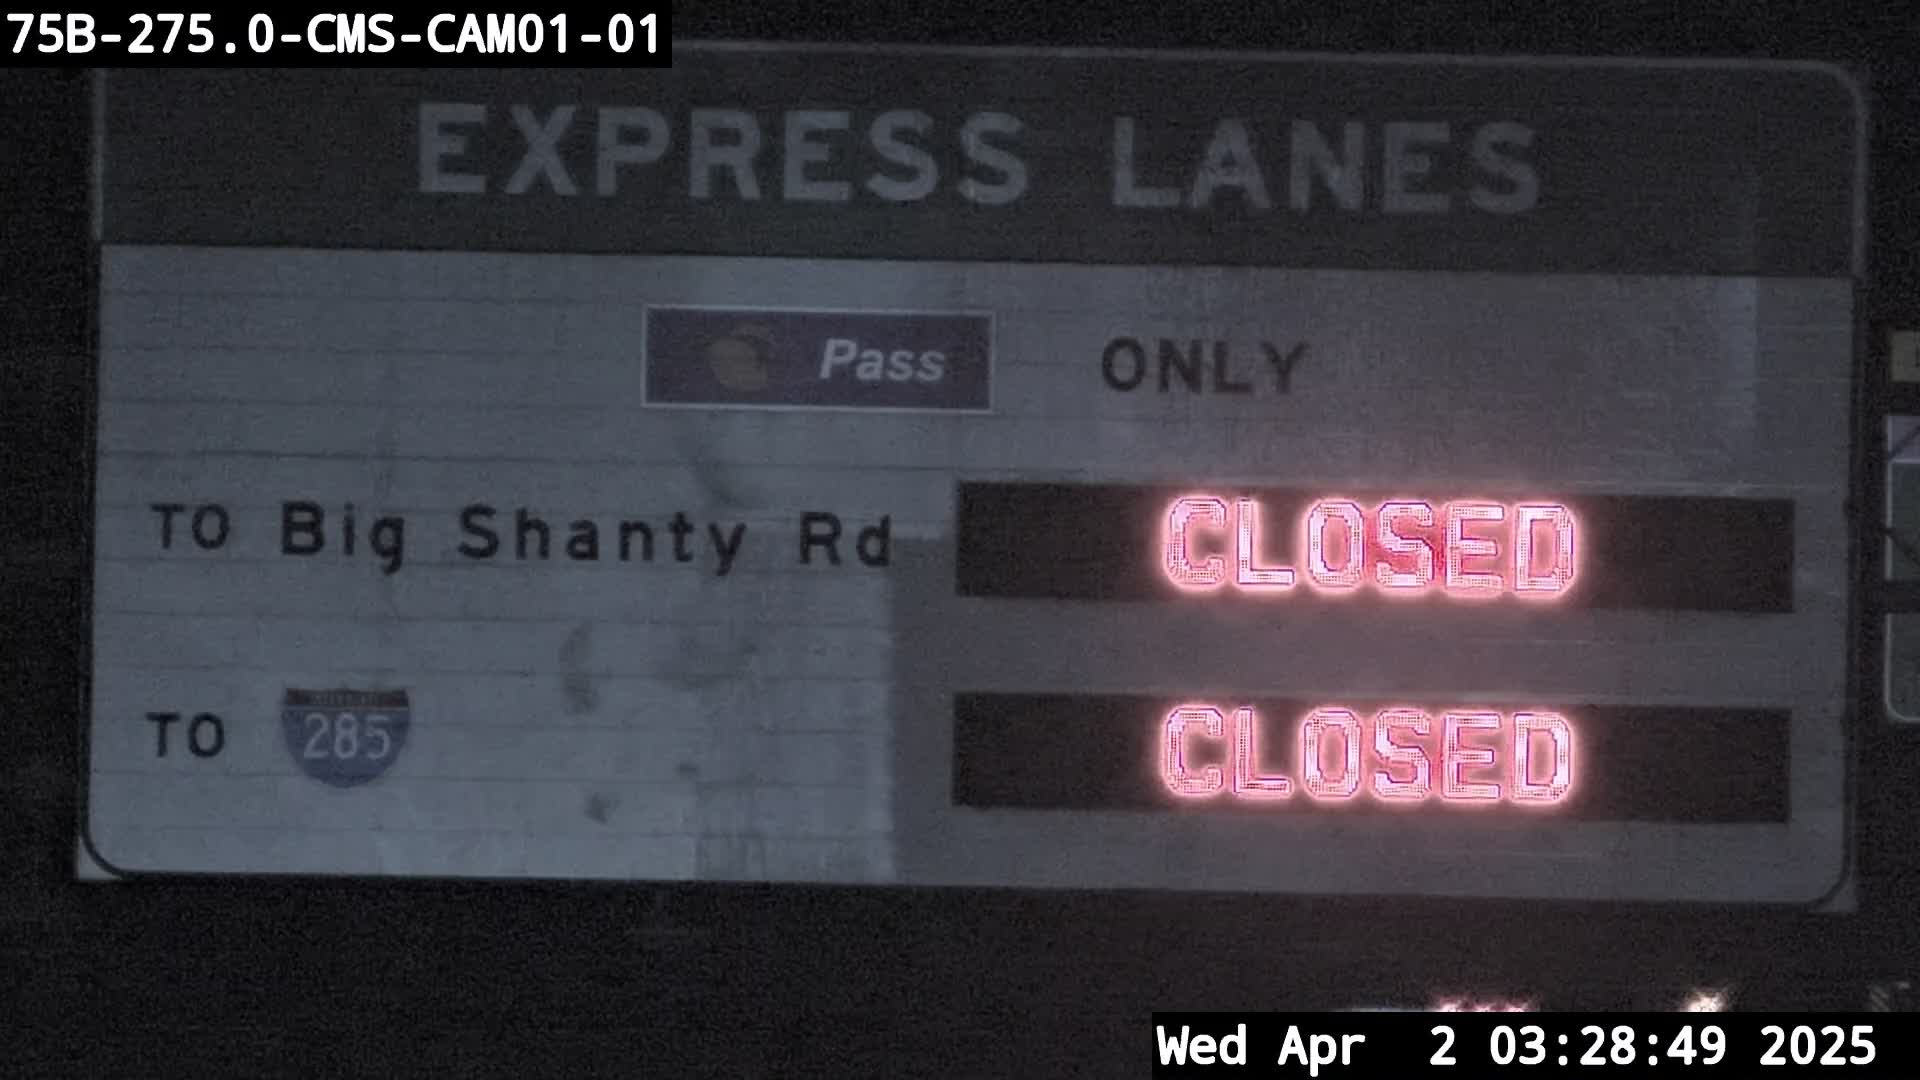 75B-275.0-CMS-CAM01-01
EXPRESS LANES
Pass ONLY
TO Big Shanty Rd CLOSED
TO 285 CLOSED
Wed Apr 2 03:28:49 2025